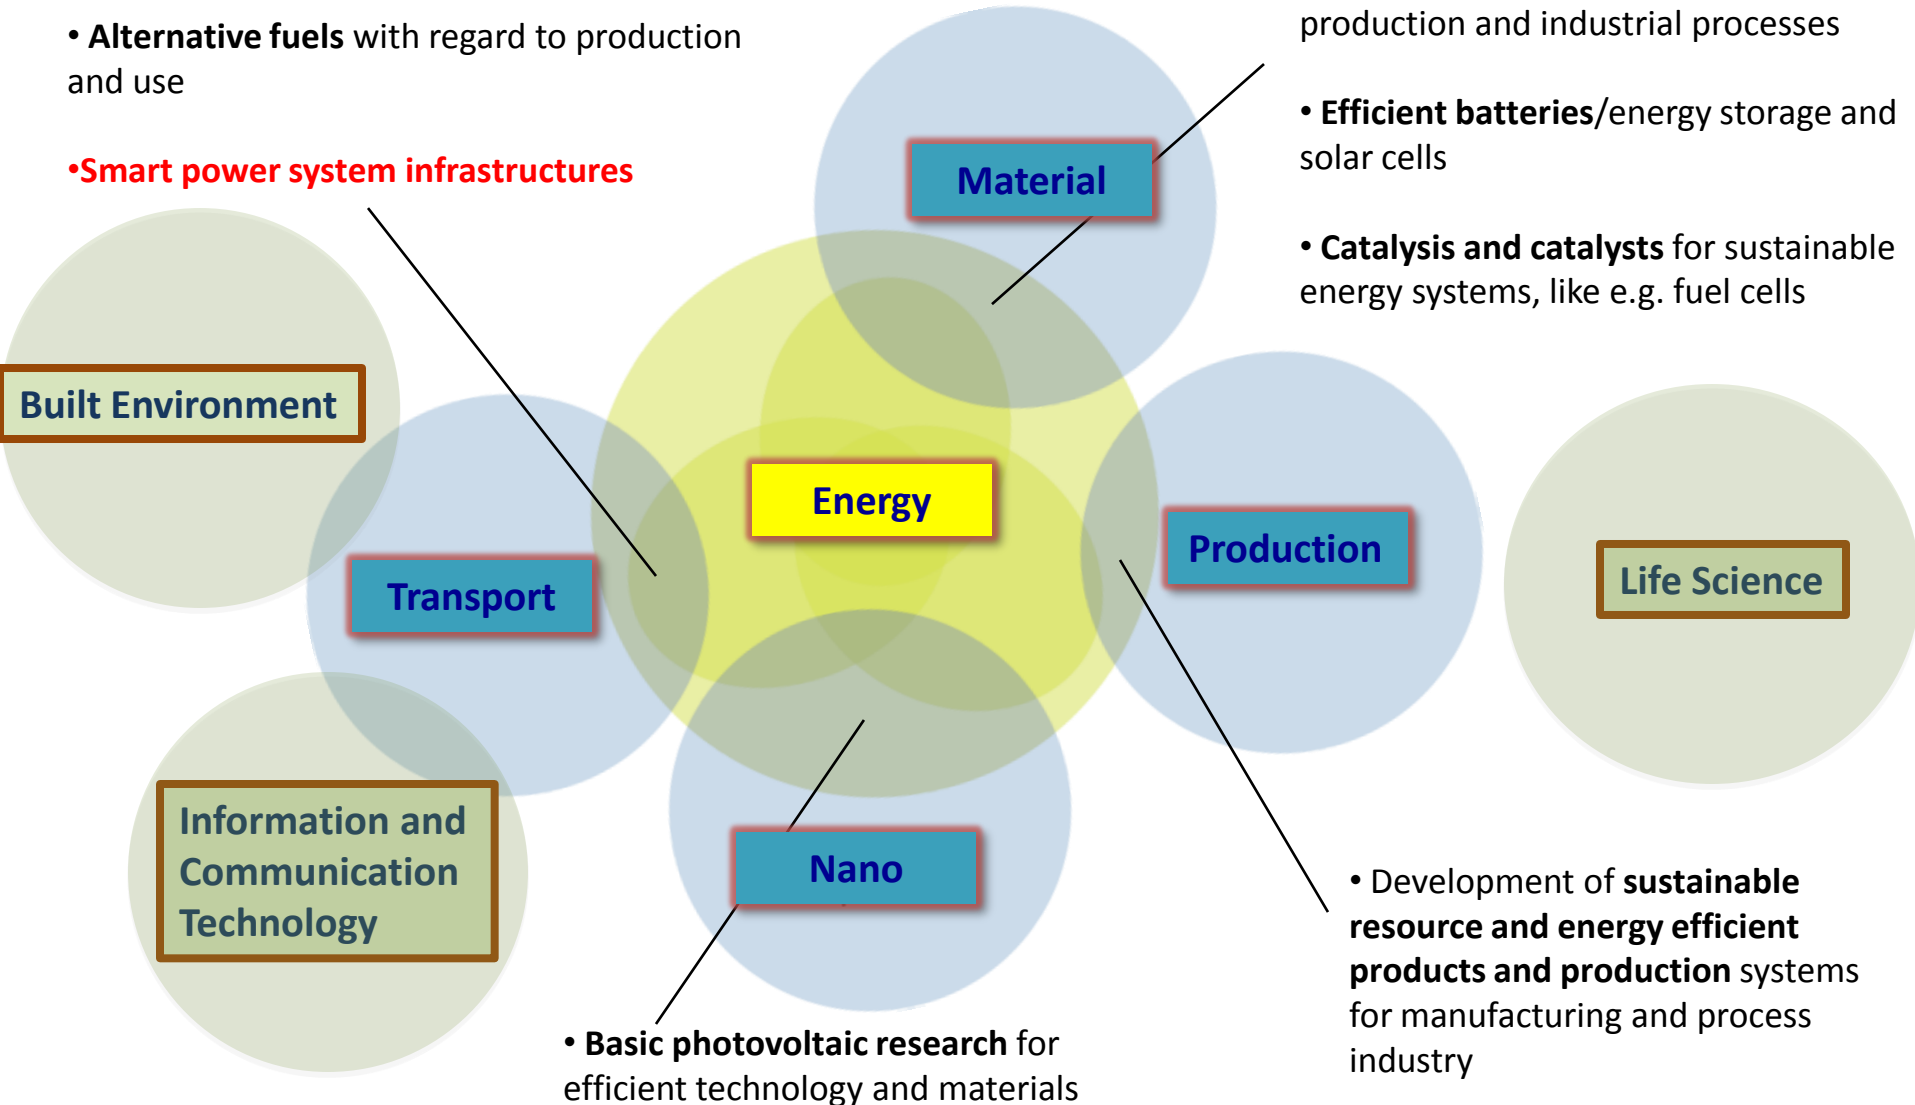 • Alternative fuels with regard to production
and use
•Smart power system infrastructures
production and industrial processes
• Efficient batteries/energy storage and
solar cells
• Catalysis and catalysts for sustainable
energy systems, like e.g. fuel cells
Material
Built Environment
Energy
Production
Transport
Life Science
Information and
Communication
Technology
Nano
• Development of sustainable
resource and energy efficient
products and production systems
for manufacturing and process
industry
• Basic photovoltaic research for
efficient technology and materials